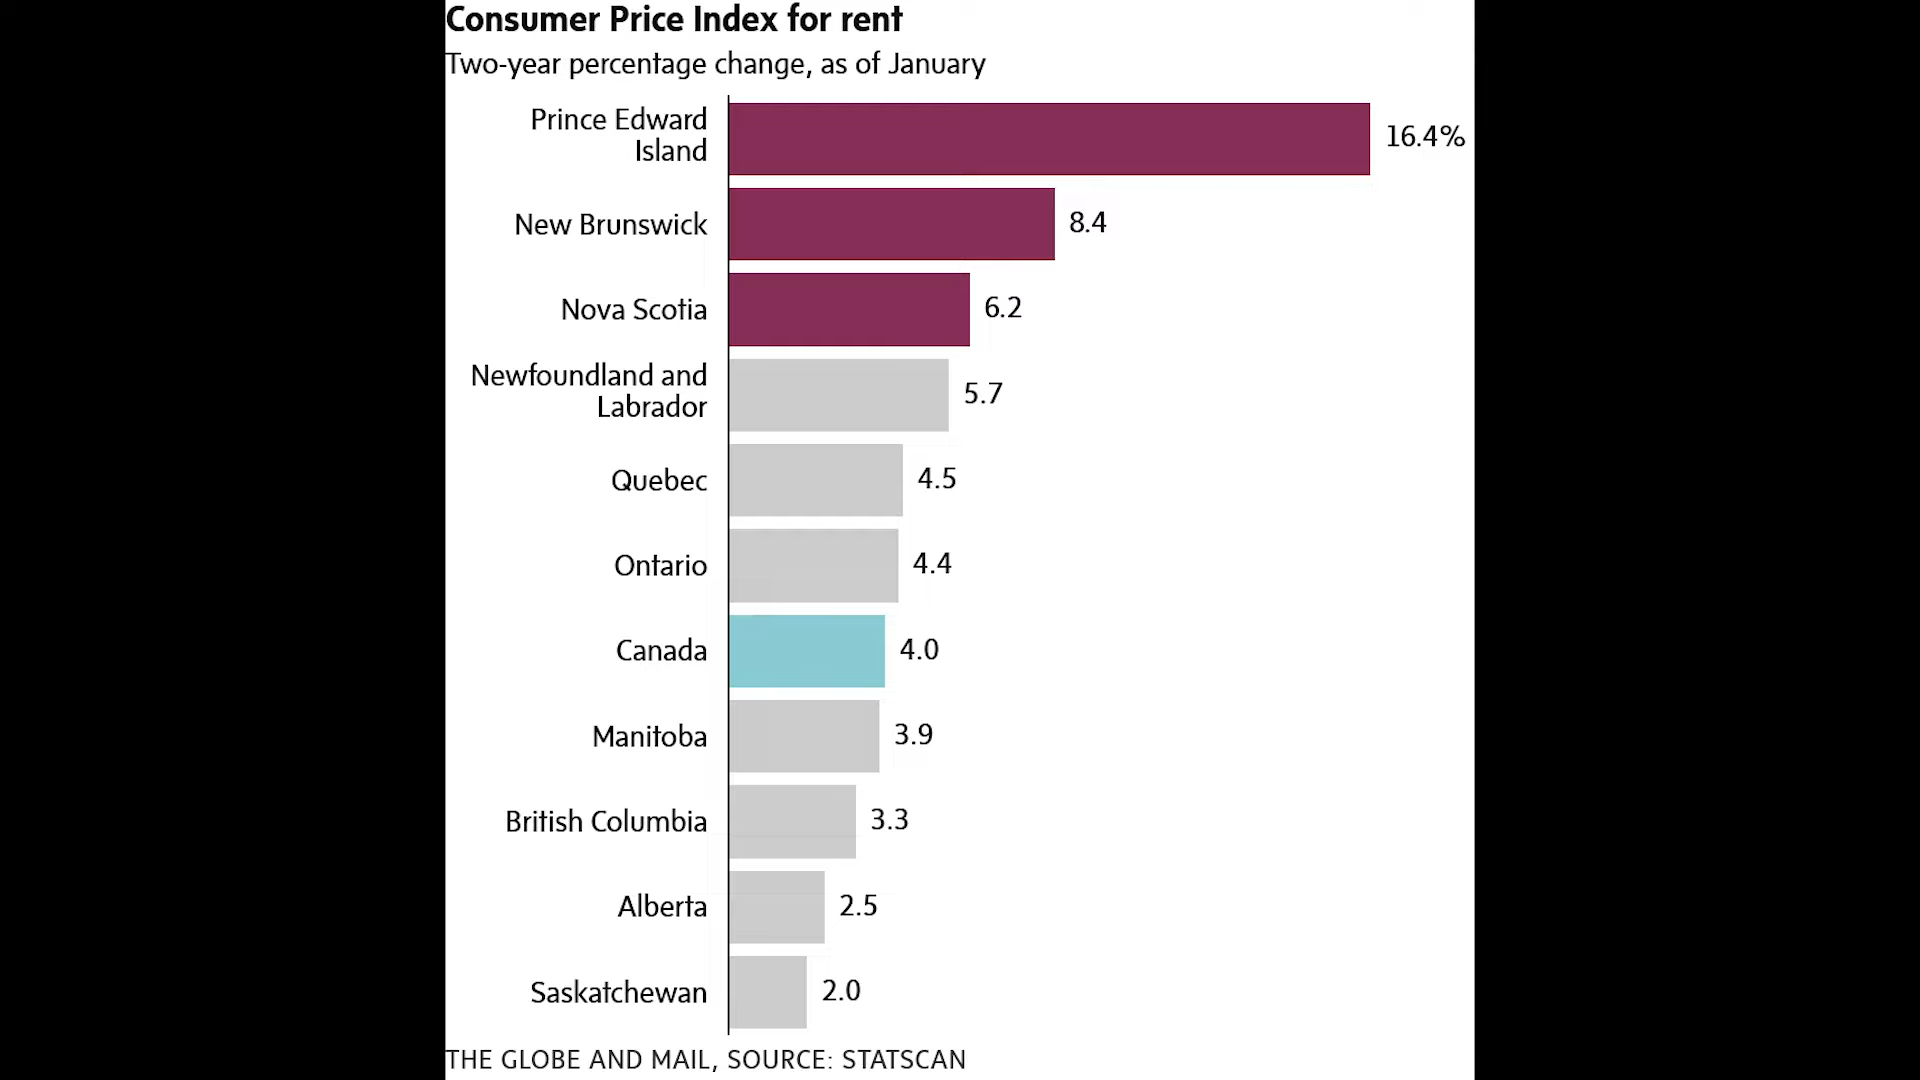 Consumer Price Index for rent
Two-year percentage change, as of January
Prince Edward
Island
16.4%
New Brunswick
8.4
Nova Scotia
6.2
Newfoundland and
Labrador
5.7
Quebec
4.5
Ontario
4.4
Canada
4.0
Manitoba
3.9
British Columbia
3.3
Alberta
2.5
Saskatchewan
2.0
THE GLOBE AND MAIL, SOURCE: STATSCAN